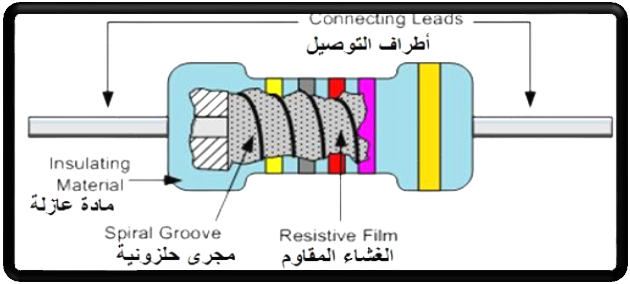 Connecting Leads
أطراف التوصيل
Insulating
Material
مادة عازلة
Spiral Groove
مجرى حلزونية
Resistive Film
الغشاء المقاوم